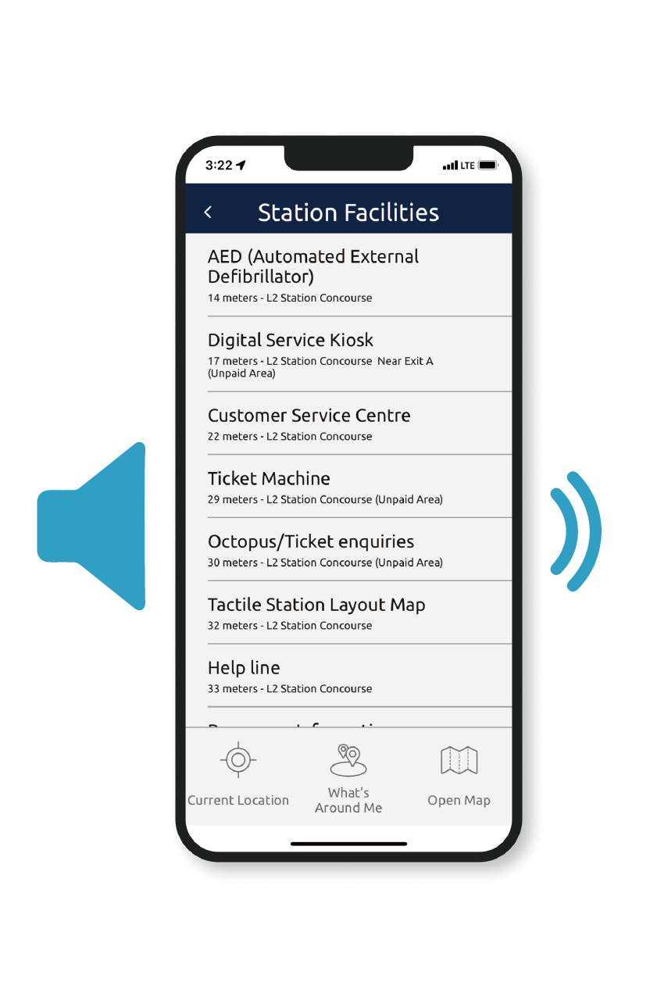 3:22 LTE
Station Facilities
AED (Automated External
Defibrillator)
14 meters - L2 Station Concourse
Digital Service Kiosk
17 meters - L2 Station Concourse Near Exit A
(Unpaid Area)
Customer Service Centre
22 meters - L2 Station Concourse
Ticket Machine
29 meters - L2 Station Concourse (Unpaid Area)
Octopus/Ticket enquiries
30 meters - L2 Station Concourse (Unpaid Area)
Tactile Station Layout Map
32 meters - L2 Station Concourse
Help line
33 meters - L2 Station Concourse
Current Location
What's
Around Me
Open Map